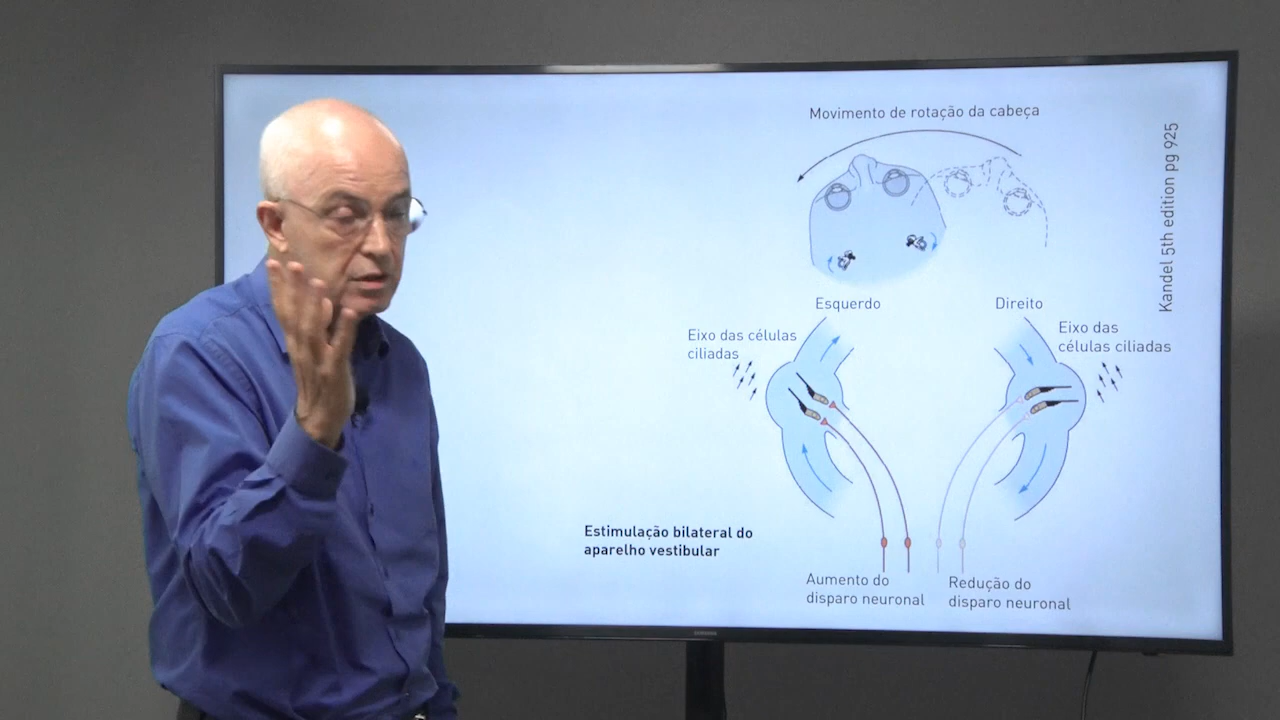 Movimento de rotação da cabeça
Kandel 5th edition pg 925
Esquerdo
Direito
Eixo das células
ciliadas
Eixo das
células ciliadas
Estimulação bilateral do
aparelho vestibular
Aumento do
disparo neuronal
Redução do
disparo neuronal
SAMSUNG